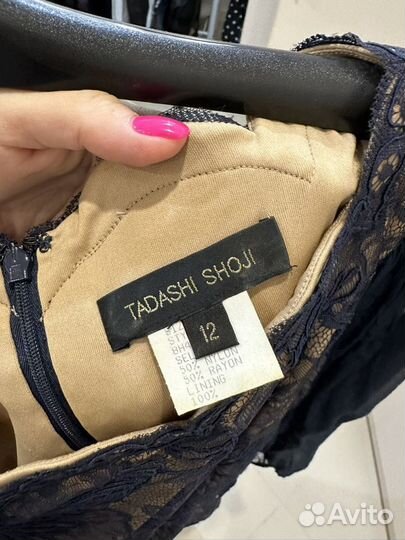 TADASHI SHOJI
12
50% NYLON
50% RAYON
LINING
100%
Avito